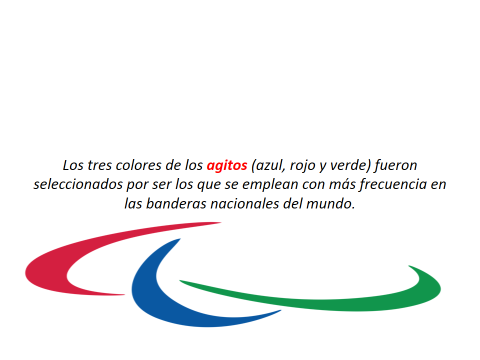 Los tres colores de los agitos (azul, rojo y verde) fueron
seleccionados por ser los que se emplean con más frecuencia en
las banderas nacionales del mundo.